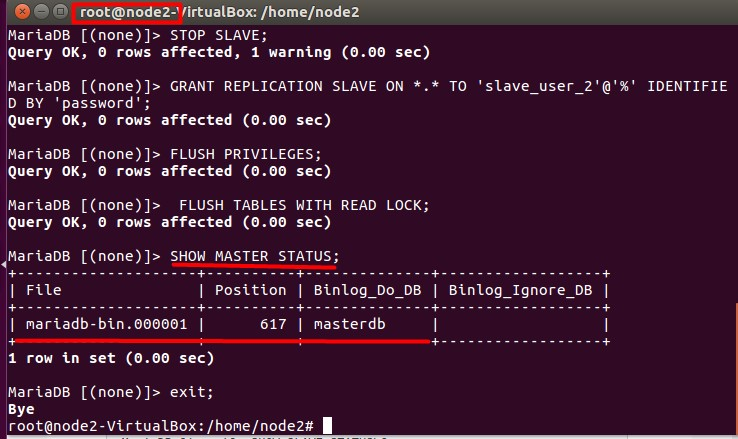 root@node2-VirtualBox: /home/node2
MariaDB [(none)]> STOP SLAVE;
Query OK, 0 rows affected, 1 warning (0.00 sec)
MariaDB [(none)]> GRANT REPLICATION SLAVE ON *.* TO 'slave_user_2'@'%' IDENTIFIE
D BY 'password';
Query OK, 0 rows affected (0.00 sec)
MariaDB [(none)]> FLUSH PRIVILEGES;
Query OK, 0 rows affected (0.00 sec)
MariaDB [(none)]>  FLUSH TABLES WITH READ LOCK;
Query OK, 0 rows affected (0.00 sec)
MariaDB [(none)]> SHOW MASTER STATUS;
+--------------------+----------+--------------+------------------+
| File               | Position | Binlog_Do_DB | Binlog_Ignore_DB |
+--------------------+----------+--------------+------------------+
| mariadb-bin.000001 |      617 | masterdb     |                  |
+--------------------+----------+--------------+------------------+
1 row in set (0.00 sec)
MariaDB [(none)]> exit;
Bye
root@node2-VirtualBox:/home/node2#